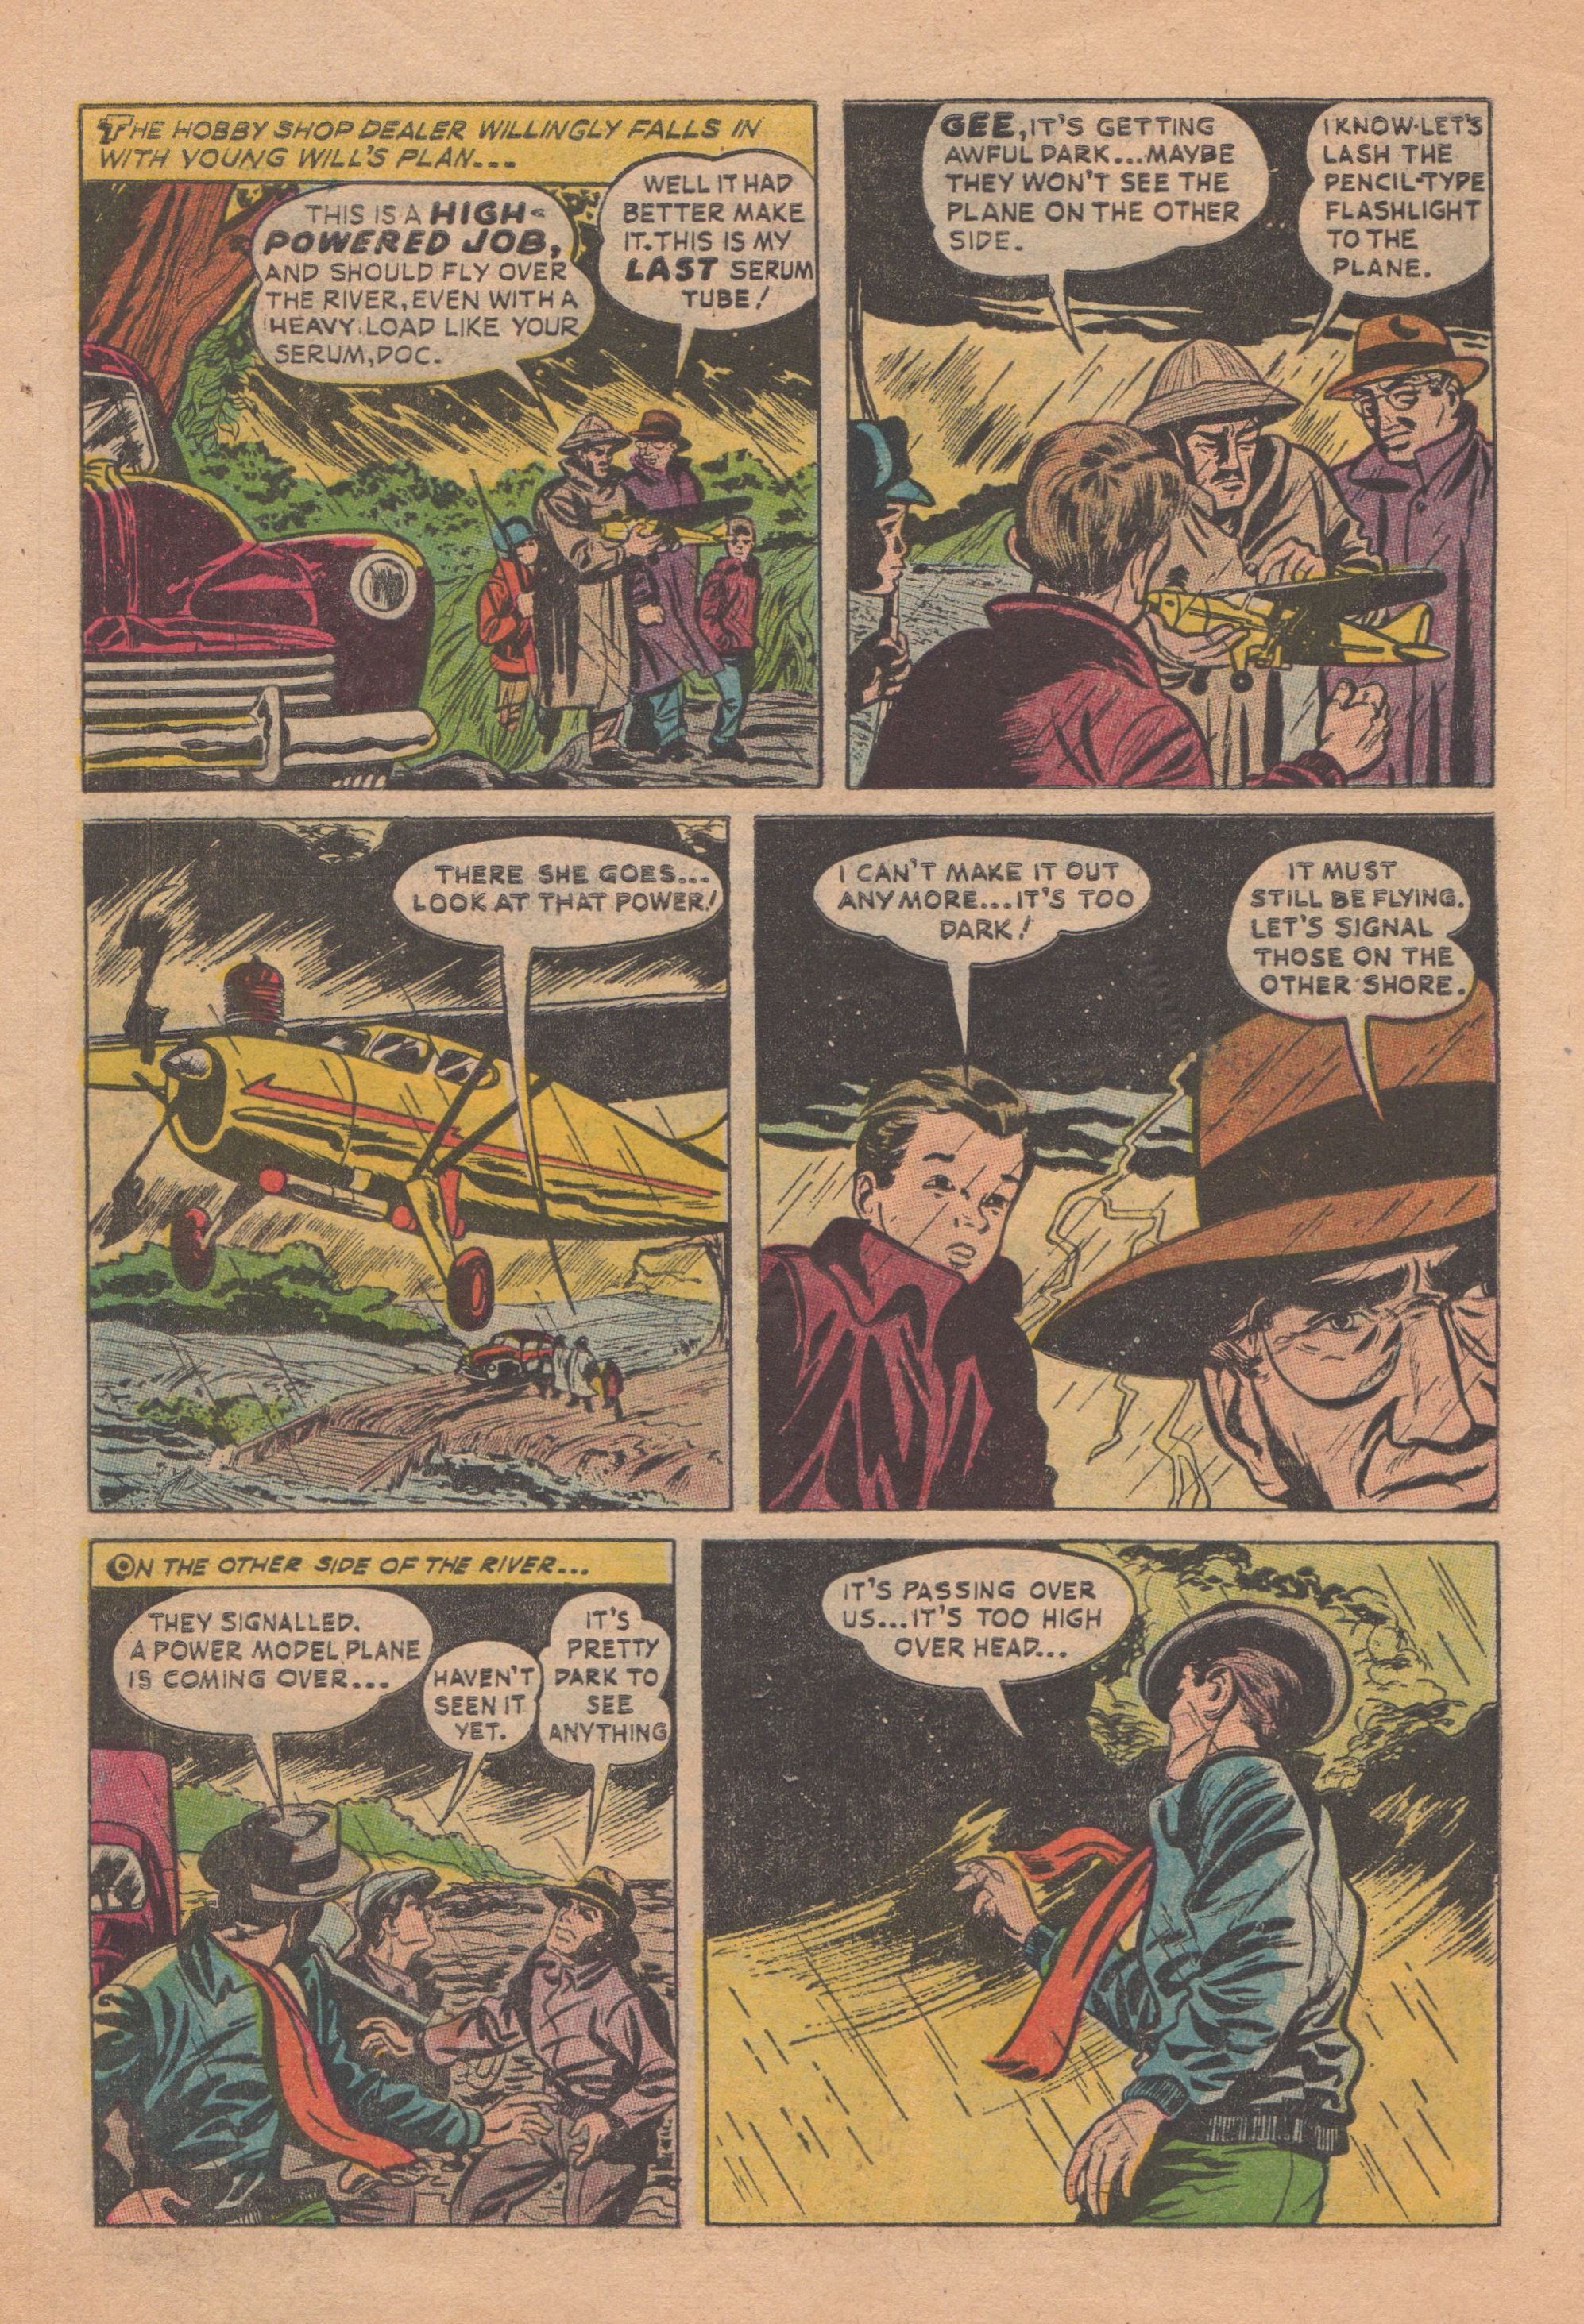 THE HOBBY SHOP DEALER WILLINGLY FALLS IN
WITH YOUNG WILL'S PLAN...
THIS IS A HIGH-
POWERED JOB,
AND SHOULD FLY OVER
THE RIVER, EVEN WITH A
HEAVY LOAD LIKE YOUR
SERUM, DOC.
WELL IT HAD
BETTER MAKE
IT. THIS IS MY
LAST SERUM
TUBE!
GEE, IT'S GETTING
AWFUL DARK...MAYBE
THEY WON'T SEE THE
PLANE ON THE OTHER
SIDE.
I KNOW-LET'S
LASH THE
PENCIL-TYPE
FLASHLIGHT
TO THE
PLANE.
THERE SHE GOES...
LOOK AT THAT POWER!
I CAN'T MAKE IT OUT
ANYMORE....IT'S TOO
DARK!
IT MUST
STILL BE FLYING.
LET'S SIGNAL
THOSE ON THE
OTHER SHORE.
ON THE OTHER SIDE OF THE RIVER...
THEY SIGNALLED.
A POWER MODEL PLANE
IS COMING OVER...
HAVEN'T
SEEN IT
YET.
IT'S
PRETTY
DARK TO
SEE
ANYTHING
IT'S PASSING OVER
US...IT'S TOO HIGH
OVER HEAD...